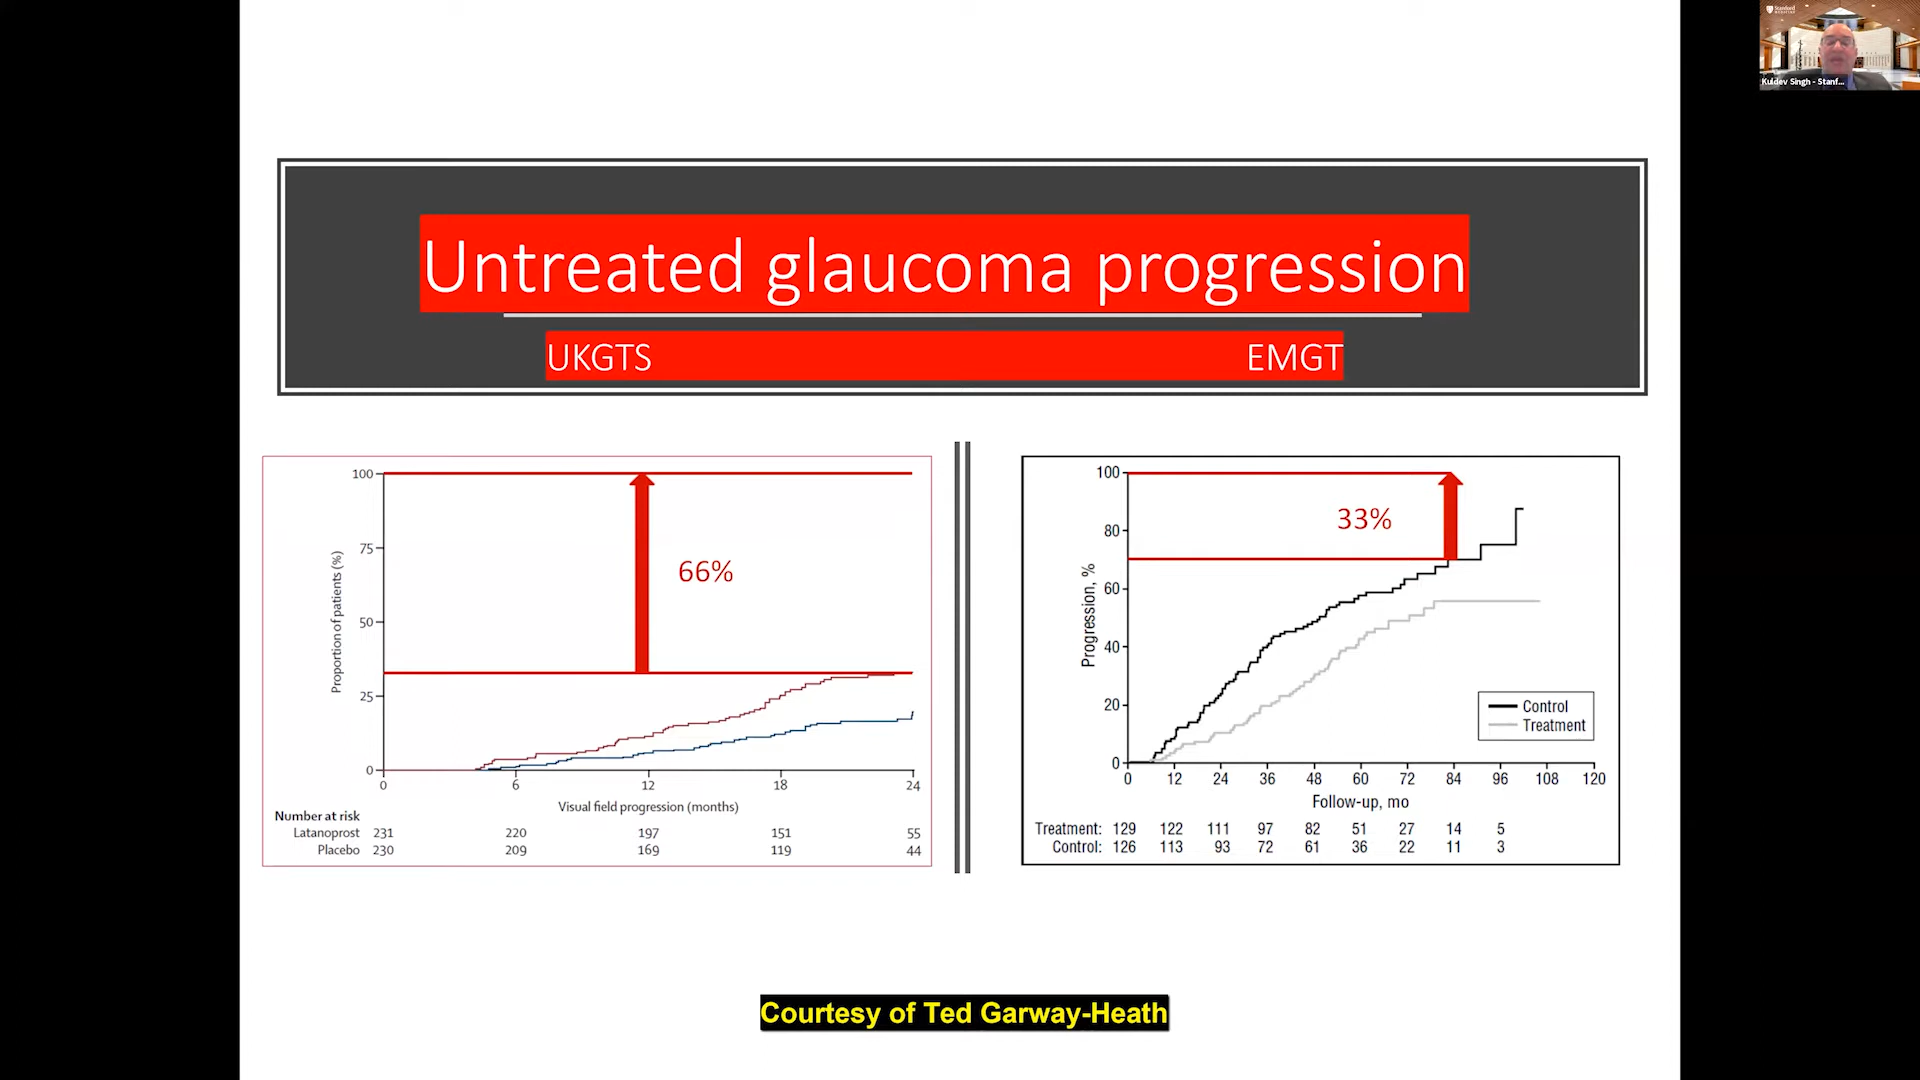 Stanford
Kuldev Singh - Stanf...
Untreated glaucoma progression
UKGTS EMGT
100
75
50
25
0
Proportion of patients (%)
66%
0 6 12 18 24
Visual field progression (months)
Number at risk
Latanoprost 231 220 197 151 55
Placebo 230 209 169 119 44
100
80
60
40
20
0
Progression, %
33%
Control
Treatment
0 12 24 36 48 60 72 84 96 108 120
Follow-up, mo
Treatment: 129 122 111 97 82 51 27 14 5
Control: 126 113 93 72 61 36 22 11 3
Courtesy of Ted Garway-Heath